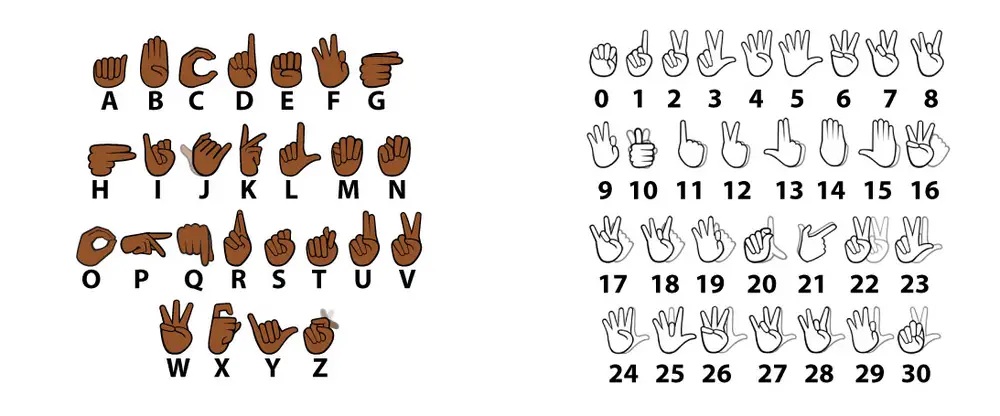 A B C D E F G
H I J K L M N
O P Q R S T U V
W X Y Z
0 1 2 3 4 5 6 7 8
9 10 11 12 13 14 15 16
17 18 19 20 21 22 23
24 25 26 27 28 29 30